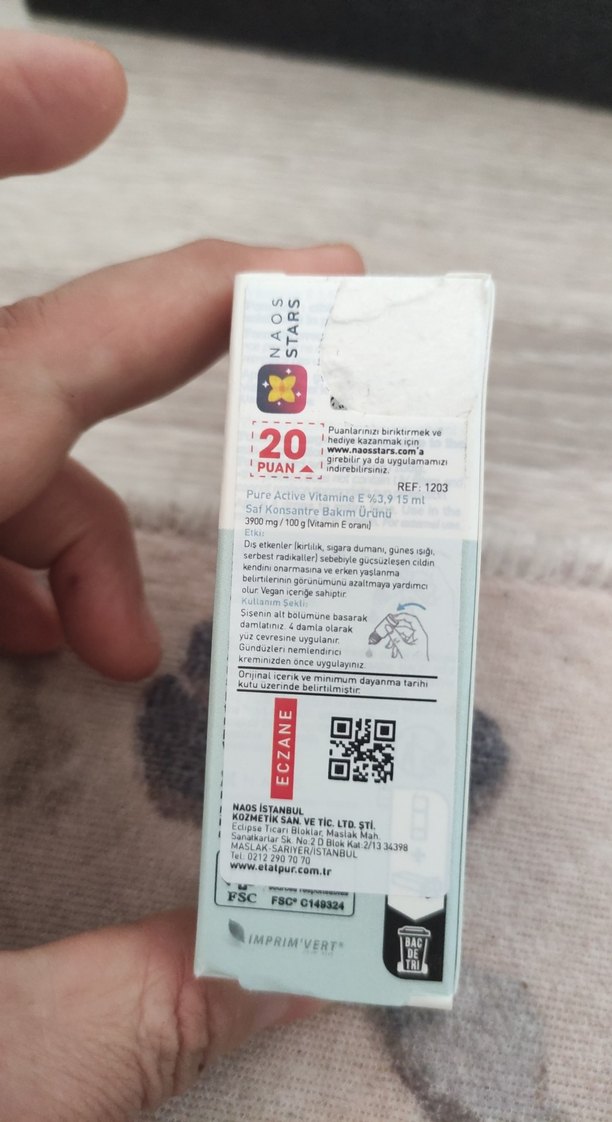 NAOS
STARS
20
PUAN
Puanlarınızı biriktirmek ve
hediye kazanmak için
www.naosstars.com'a
girebilir ya da uygulamamızı
indirebilirsiniz.
REF: 1203
Pure Active Vitamine E %3,9 15 ml
Saf Konsantre Bakım Ürünü
3900 mg / 100 g (Vitamin E oranı)
Etki:
Dış etkenler (kirlilik, sigara dumanı, güneş ışığı,
serbest radikaller) sebebiyle güçsüzleşen cildin
kendini onarmasına ve erken yaşlanma
belirtilerinin görünümünü azaltmaya yardımcı
olur. Vegan içeriğe sahiptir.
Kullanım Şekli:
Şişenin alt bölümüne basarak
damlatınız. 4 damla olarak
yüz çevresine uygulanır.
Gündüzleri nemlendirici
kreminizden önce uygulayınız.
Orijinal içerik ve minimum dayanma tarihi
kutu üzerinde belirtilmiştir.
ECZANE
NAOS İSTANBUL
KOZMETİK SAN. VE TİC. LTD. ŞTİ.
Eclipse Ticari Bloklar, Maslak Mah.
Sanatkarlar Sk. No:2 D Blok Kat:2/13 34398
MASLAK-SARIYER/İSTANBUL
Tel: 0212 290 70 70
www.etatpur.com.tr
sources responsables
FSC FSC® C149324
IMPRIM'VERT®
BAC
DE
TRI